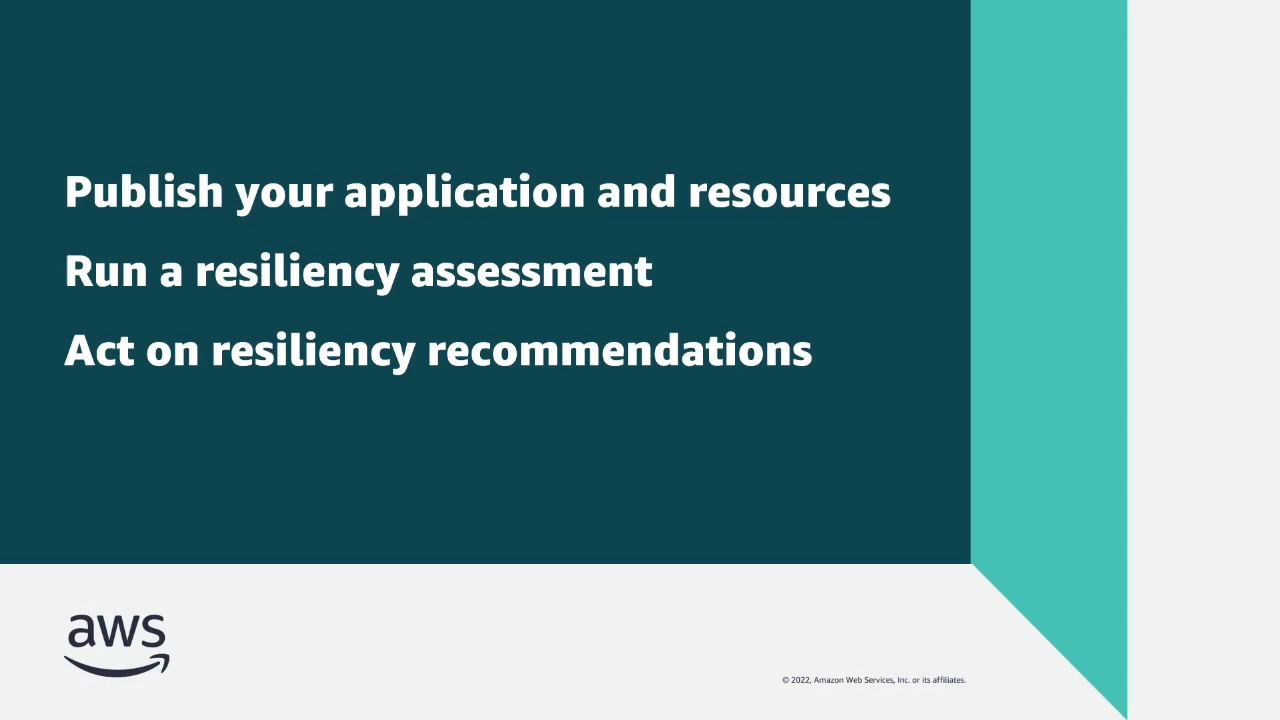 Publish your application and resources
Run a resiliency assessment
Act on resiliency recommendations
aws
© 2022, Amazon Web Services, Inc. or its affiliates.